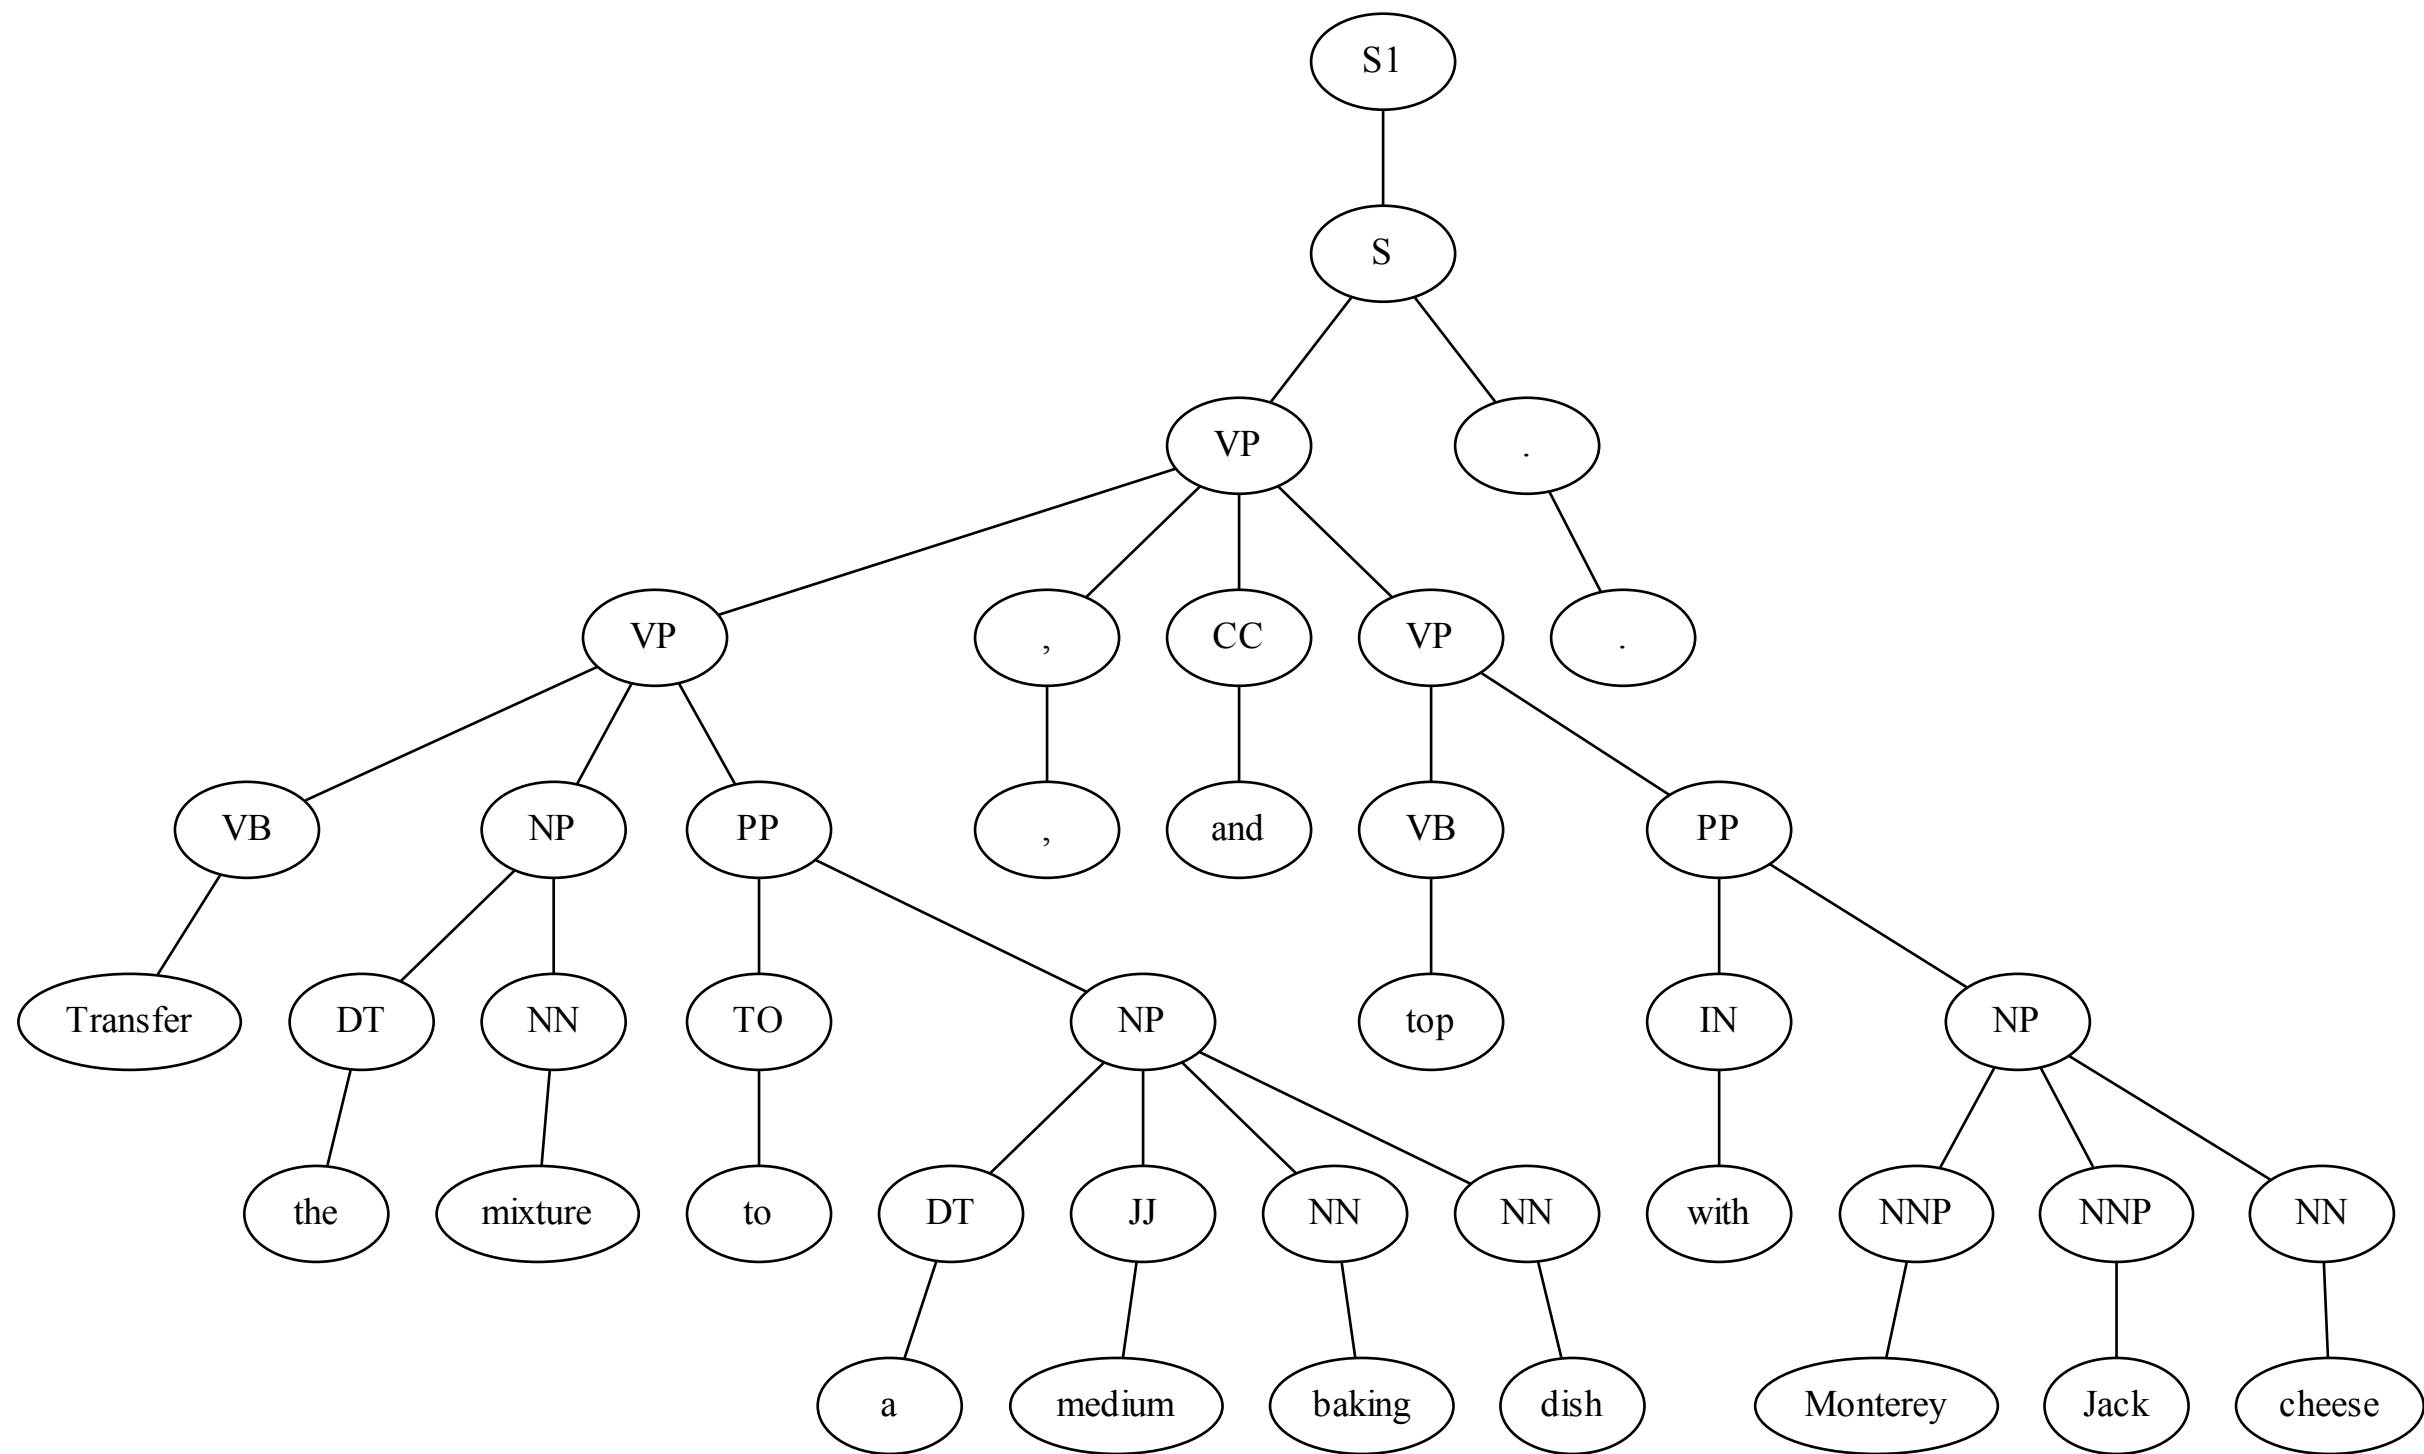 S1
S
VP .
VP , CC VP .
VB NP PP , and VB PP
Transfer DT NN TO NP top IN NP
the mixture to DT JJ NN NN with NNP NNP NN
a medium baking dish Monterey Jack cheese